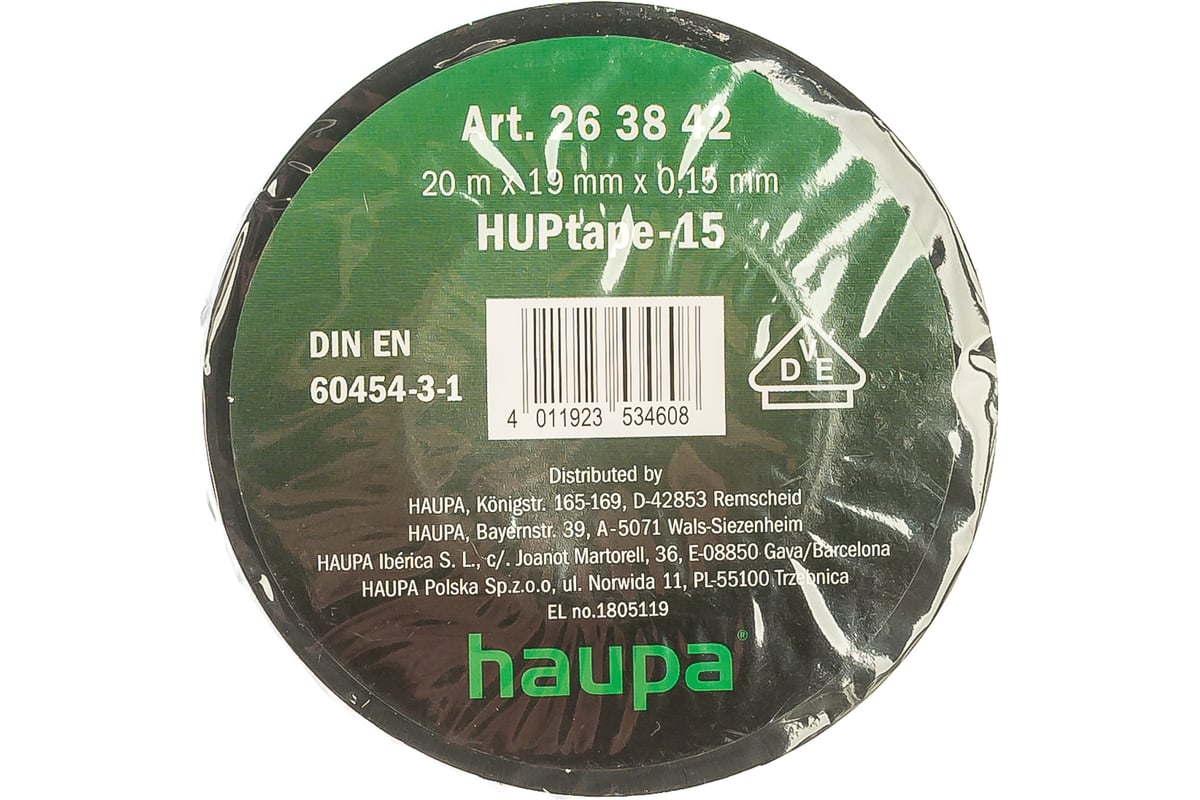 Art. 26 38 42
20 m x 19 mm x 0,15 mm
HUPtape-15
DIN EN
60454-3-1
4 011923 534608
VDE
Distributed by
HAUPA, Königstr. 165-169, D-42853 Remscheid
HAUPA, Bayernstr. 39, A-5071 Wals-Siezenheim
HAUPA Ibérica S. L., c/. Joanot Martorell, 36, E-08850 Gava/Barcelona
HAUPA Polska Sp.z.o.o, ul. Norwida 11, PL-55100 Trzebnica
EL no.1805119
haupa®